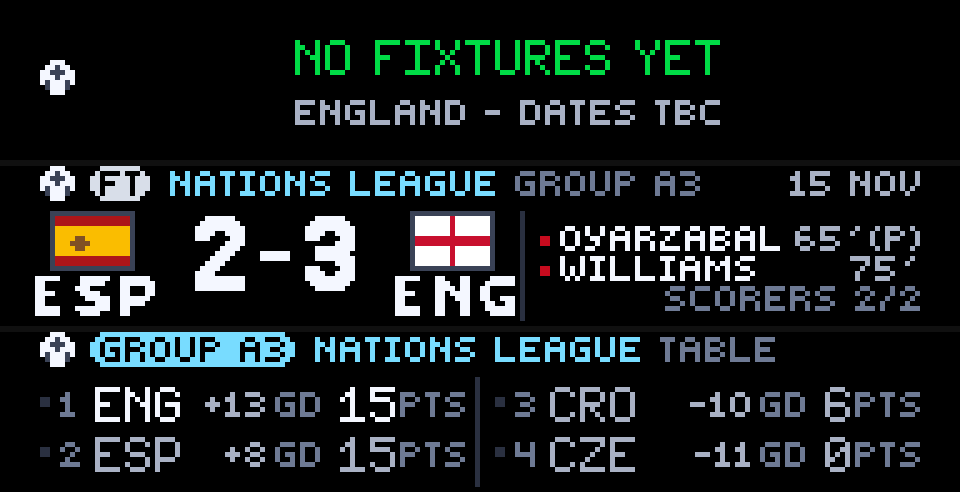 NO FIXTURES YET
ENGLAND - DATES TBC
FT NATIONS LEAGUE GROUP A3 15 NOV
ESP 2-3 ENG
OYARZABAL 65'(P)
WILLIAMS 75'
SCORERS 2/2
GROUP A3 NATIONS LEAGUE TABLE
1 ENG +13 GD 15 PTS
2 ESP +8 GD 15 PTS
3 CRO -10 GD 6 PTS
4 CZE -11 GD 0 PTS